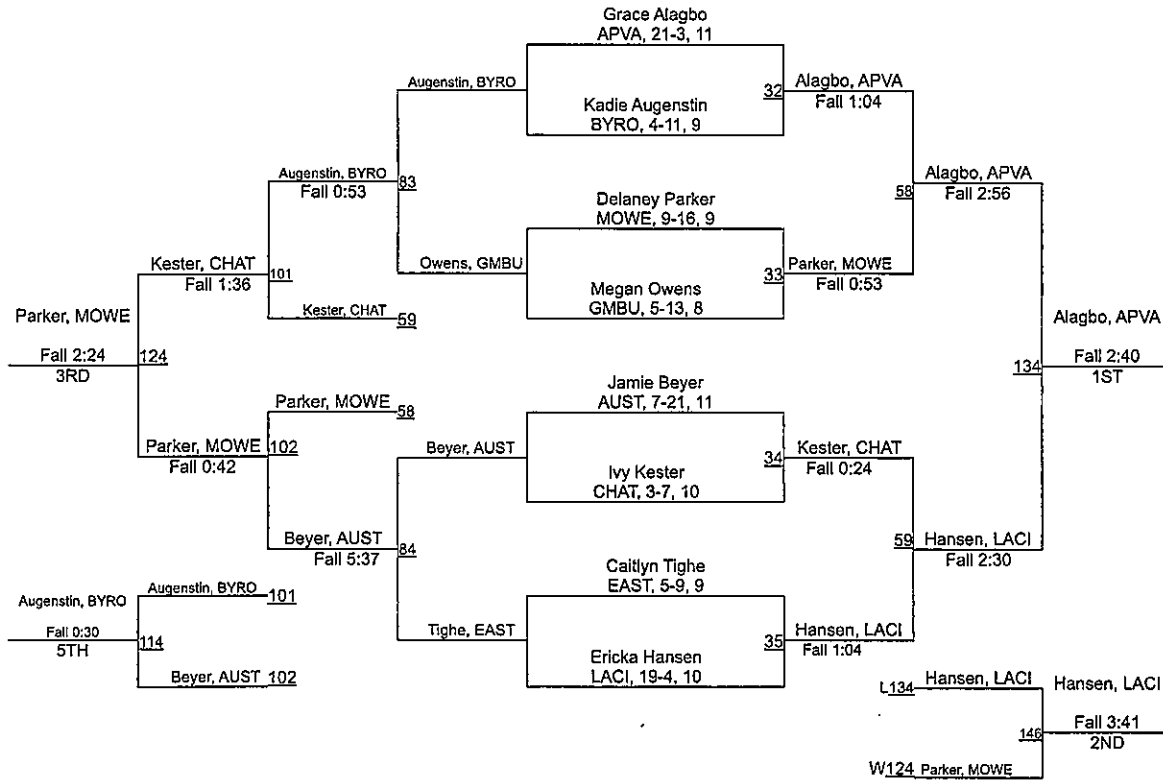 Grace Alagbo
APVA, 21-3, 11
Augenstin, BYRO
32
Alagbo, APVA
Fall 1:04
Kadie Augenstin
BYRO, 4-11, 9
Augenstin, BYRO
Fall 0:53
83
Alagbo, APVA
Fall 2:56
58
Delaney Parker
MOWE, 9-16, 9
Kester, CHAT
Fall 1:36
101
Owens, GMBU
33
Parker, MOWE
Fall 0:53
Megan Owens
GMBU, 5-13, 8
Kester, CHAT
59
Parker, MOWE
Fall 2:24
3RD
124
Alagbo, APVA
Fall 2:40
1ST
134
Jamie Beyer
AUST, 7-21, 11
Parker, MOWE
58
Parker, MOWE
Fall 0:42
102
Beyer, AUST
34
Kester, CHAT
Fall 0:24
Ivy Kester
CHAT, 3-7, 10
Beyer, AUST
Fall 5:37
84
59
Hansen, LACI
Fall 2:30
Caitlyn Tighe
EAST, 5-9, 9
Augenstin, BYRO
Fall 0:30
5TH
Augenstin, BYRO
101
114
Tighe, EAST
35
Hansen, LACI
Fall 1:04
Ericka Hansen
LACI, 19-4, 10
Beyer, AUST
102
L134
Hansen, LACI
Hansen, LACI
Fall 3:41
2ND
146
W124
Parker, MOWE